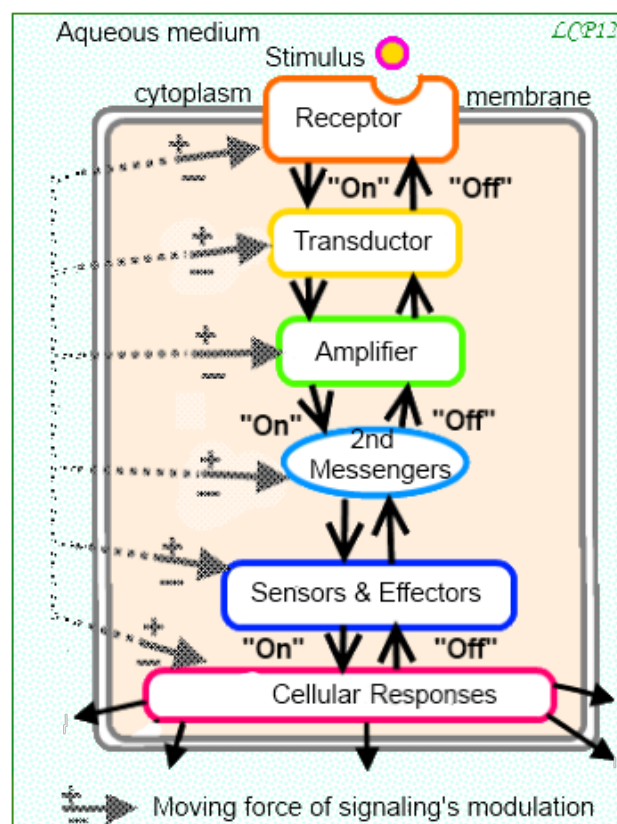 Aqueous medium
LCP12
Stimulus
cytoplasm
membrane
Receptor
"On"
"Off"
Transductor
Amplifier
"On"
"Off"
2nd
Messengers
Sensors & Effectors
"On"
"Off"
Cellular Responses
Moving force of signaling's modulation